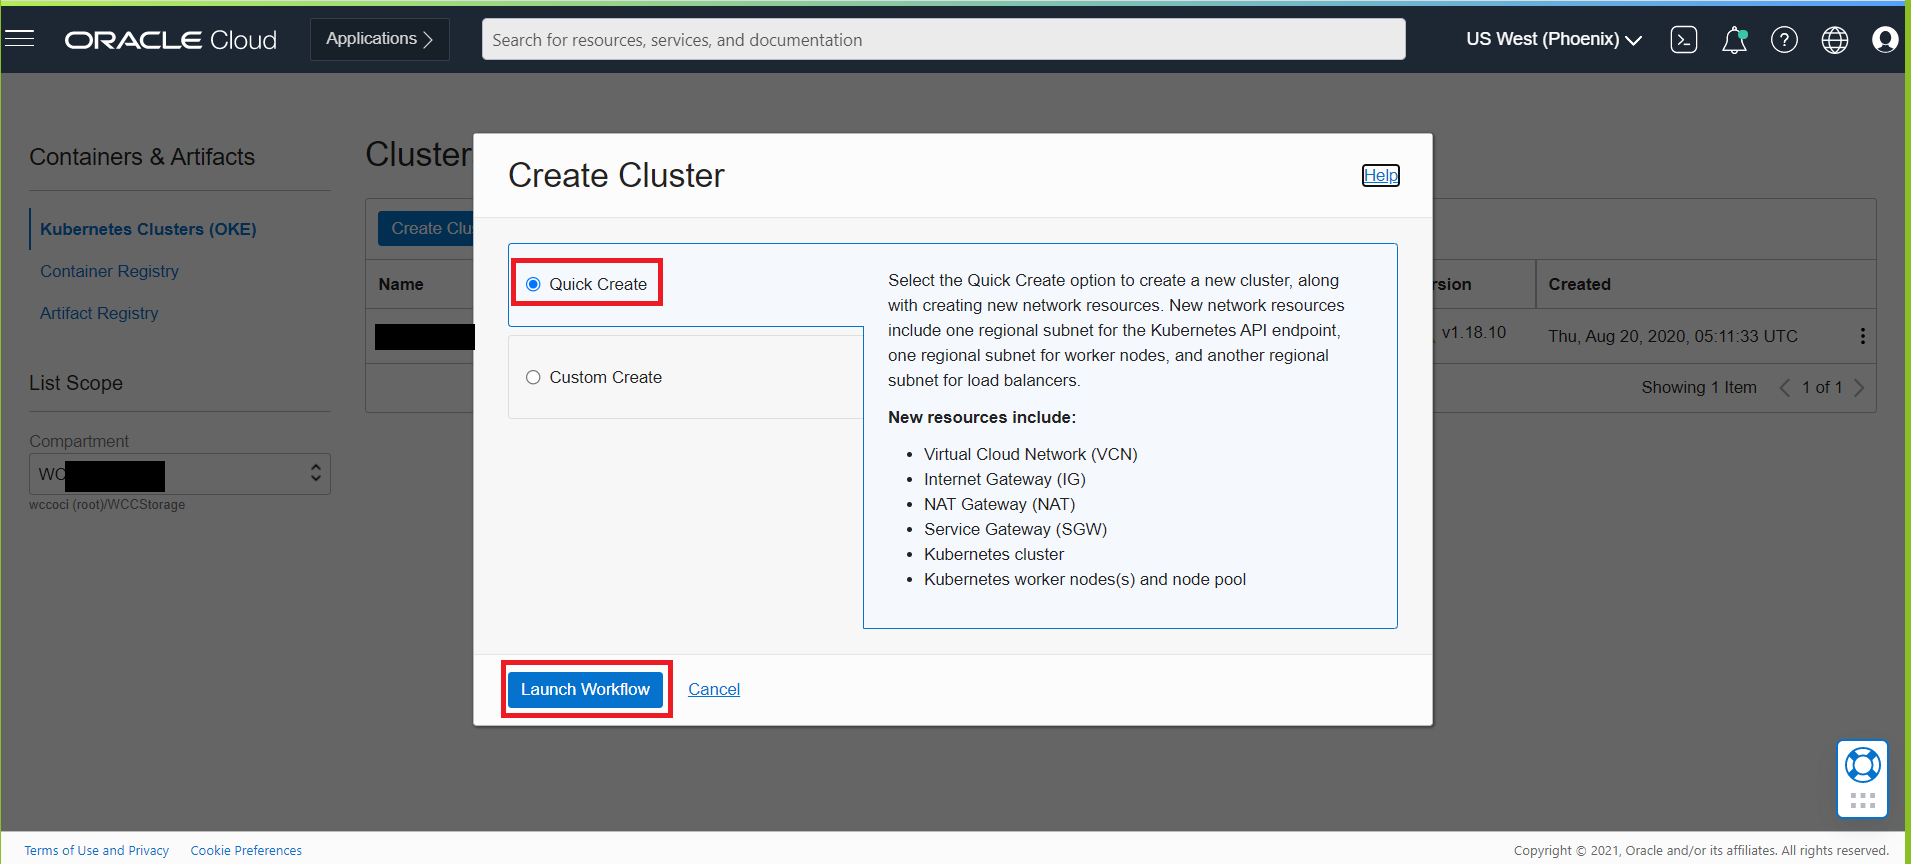 ORACLE Cloud
Applications
Search for resources, services, and documentation
US West (Phoenix)
Containers & Artifacts
Kubernetes Clusters (OKE)
Container Registry
Artifact Registry
List Scope
Compartment
WC
wccoci (root)/WCCStorage
Cluster
Create Clu
Name
rsion
Created
v1.18.10
Thu, Aug 20, 2020, 05:11:33 UTC
Showing 1 Item
1 of 1
Create Cluster
Help
Quick Create
Custom Create
Select the Quick Create option to create a new cluster, along
with creating new network resources. New network resources
include one regional subnet for the Kubernetes API endpoint,
one regional subnet for worker nodes, and another regional
subnet for load balancers.
New resources include:
• Virtual Cloud Network (VCN)
• Internet Gateway (IG)
• NAT Gateway (NAT)
• Service Gateway (SGW)
• Kubernetes cluster
• Kubernetes worker nodes(s) and node pool
Launch Workflow
Cancel
Terms of Use and Privacy
Cookie Preferences
Copyright © 2021, Oracle and/or its affiliates. All rights reserved.